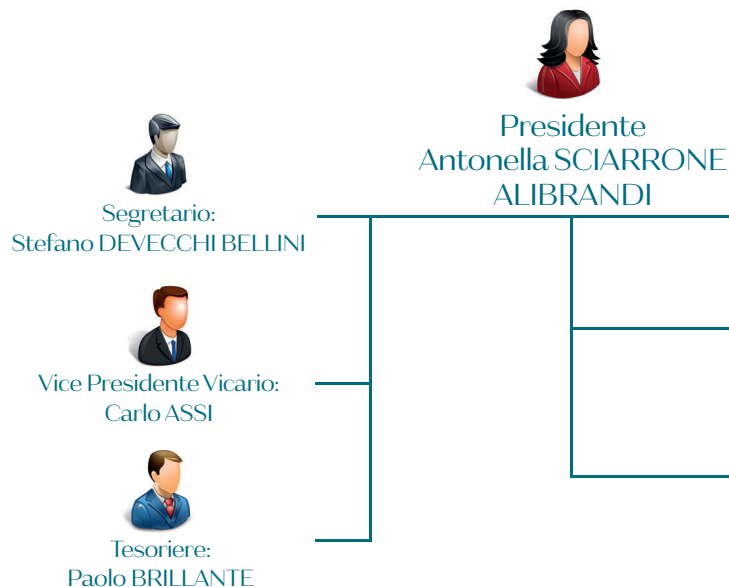 Presidente
Antonella SCIARRONE
ALIBRANDI
Segretario:
Stefano DEVECCHI BELLINI
Vice Presidente Vicario:
Carlo ASSI
Tesoriere:
Paolo BRILLANTE